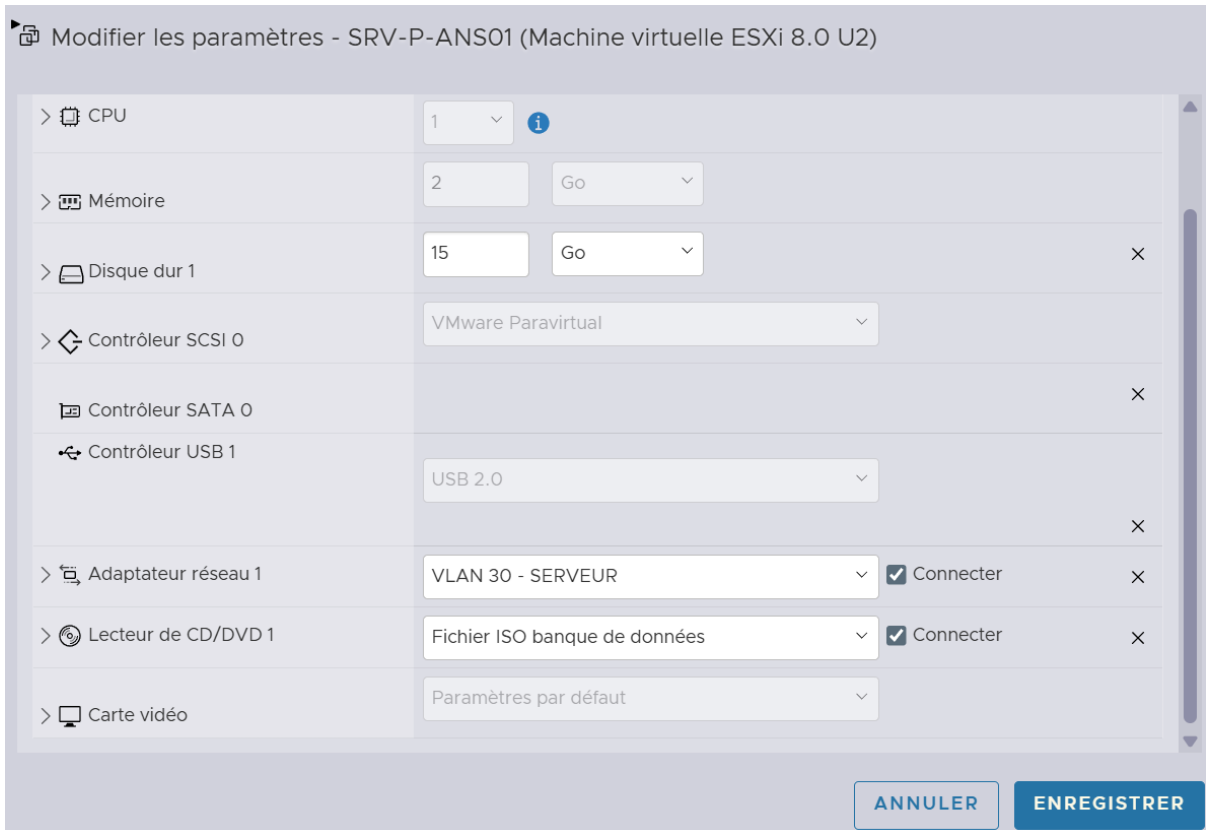 Modifier les paramètres - SRV-P-ANS01 (Machine virtuelle ESXi 8.0 U2)
CPU 1
Mémoire 2 Go
Disque dur 1 15 Go
Contrôleur SCSI 0 VMware Paravirtual
Contrôleur SATA 0
Contrôleur USB 1
USB 2.0
Adaptateur réseau 1 VLAN 30 - SERVEUR Connecter
Lecteur de CD/DVD 1 Fichier ISO banque de données Connecter
Carte vidéo Paramètres par défaut
ANNULER ENREGISTRER